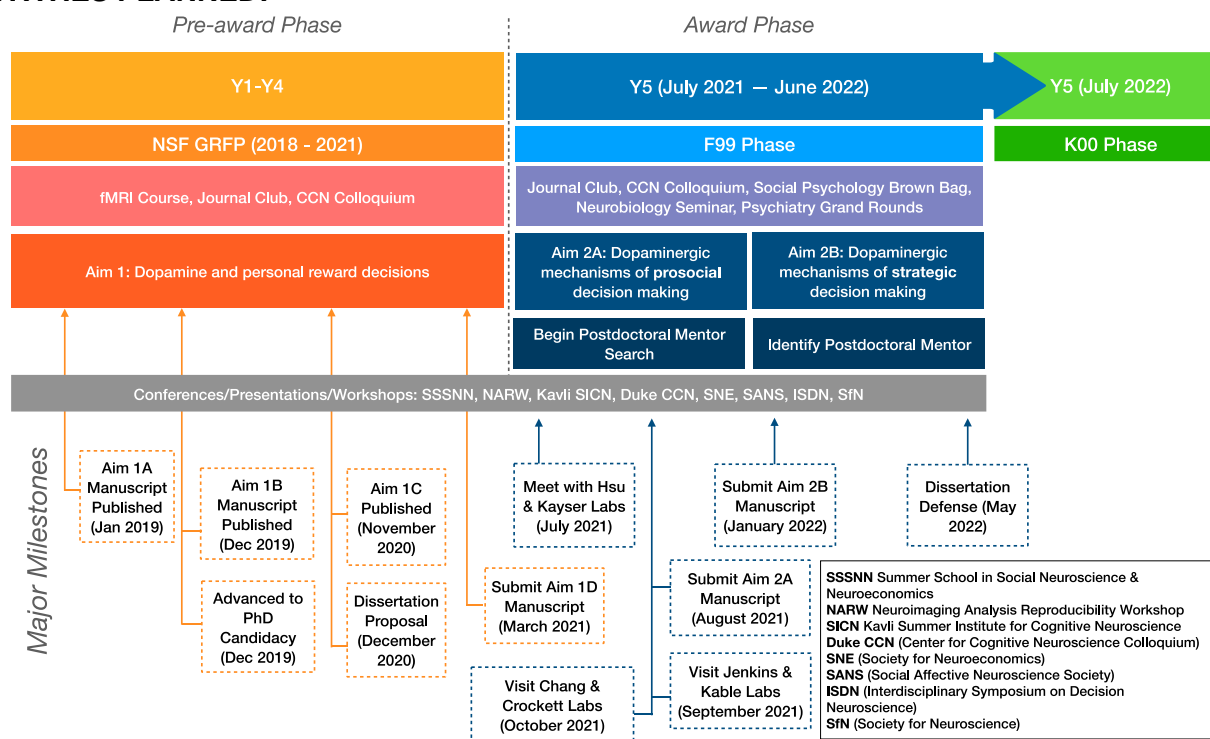 Pre-award Phase
Award Phase
Y1-Y4
Y5 (July 2021 — June 2022)
Y5 (July 2022)
NSF GRFP (2018 - 2021)
F99 Phase
K00 Phase
fMRI Course, Journal Club, CCN Colloquium
Journal Club, CCN Colloquium, Social Psychology Brown Bag,
Neurobiology Seminar, Psychiatry Grand Rounds
Aim 1: Dopamine and personal reward decisions
Aim 2A: Dopaminergic
mechanisms of prosocial
decision making
Aim 2B: Dopaminergic
mechanisms of strategic
decision making
Begin Postdoctoral Mentor
Search
Identify Postdoctoral Mentor
Conferences/Presentations/Workshops: SSSNN, NARW, Kavli SICN, Duke CCN, SNE, SANS, ISDN, SfN
Major Milestones
Aim 1A
Manuscript
Published
(Jan 2019)
Aim 1B
Manuscript
Published
(Dec 2019)
Advanced to
PhD
Candidacy
(Dec 2019)
Aim 1C
Published
(November
2020)
Dissertation
Proposal
(December
2020)
Submit Aim 1D
Manuscript
(March 2021)
Meet with Hsu
& Kayser Labs
(July 2021)
Submit Aim 2B
Manuscript
(January 2022)
Dissertation
Defense (May
2022)
Submit Aim 2A
Manuscript
(August 2021)
Visit Jenkins &
Kable Labs
(September 2021)
Visit Chang &
Crockett Labs
(October 2021)
SSSNN Summer School in Social Neuroscience &
Neuroeconomics
NARW Neuroimaging Analysis Reproducibility Workshop
SICN Kavli Summer Institute for Cognitive Neuroscience
Duke CCN (Center for Cognitive Neuroscience Colloquium)
SNE (Society for Neuroeconomics)
SANS (Social Affective Neuroscience Society)
ISDN (Interdisciplinary Symposium on Decision
Neuroscience)
SfN (Society for Neuroscience)